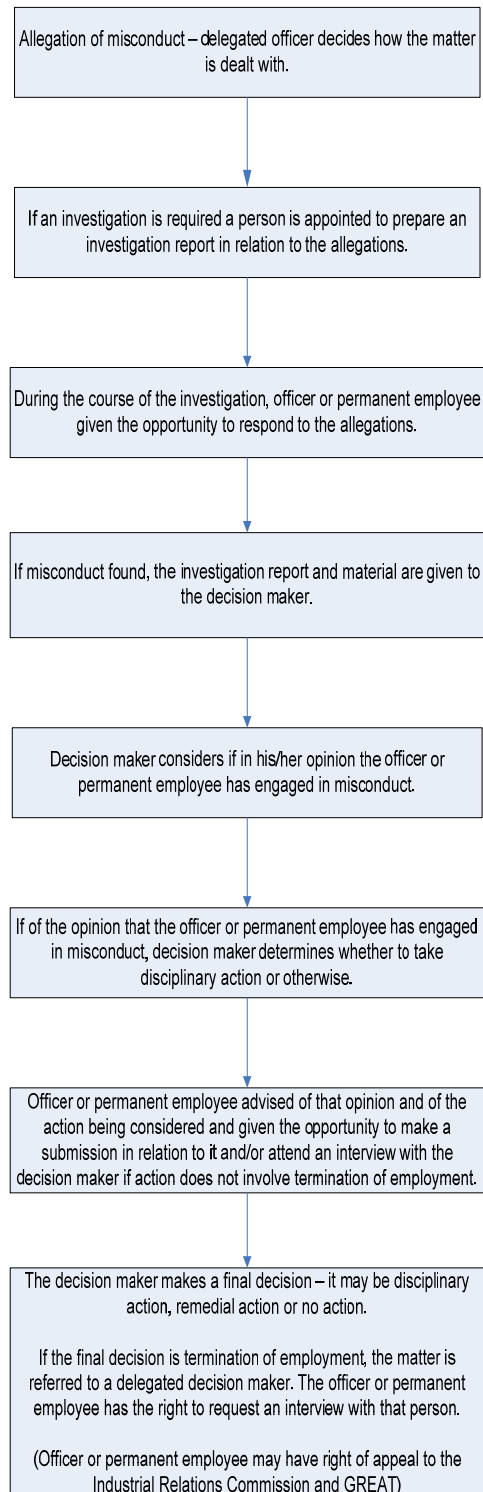 Allegation of misconduct – delegated officer decides how the matter
is dealt with.
If an investigation is required a person is appointed to prepare an
investigation report in relation to the allegations.
During the course of the investigation, officer or permanent employee
given the opportunity to respond to the allegations.
If misconduct found, the investigation report and material are given to
the decision maker.
Decision maker considers if in his/her opinion the officer or
permanent employee has engaged in misconduct.
If of the opinion that the officer or permanent employee has engaged
in misconduct, decision maker determines whether to take
disciplinary action or otherwise.
Officer or permanent employee advised of that opinion and of the
action being considered and given the opportunity to make a
submission in relation to it and/or attend an interview with the
decision maker if action does not involve termination of employment.
The decision maker makes a final decision – it may be disciplinary
action, remedial action or no action.
If the final decision is termination of employment, the matter is
referred to a delegated decision maker. The officer or permanent
employee has the right to request an interview with that person.
(Officer or permanent employee may have right of appeal to the
Industrial Relations Commission and GREAT)